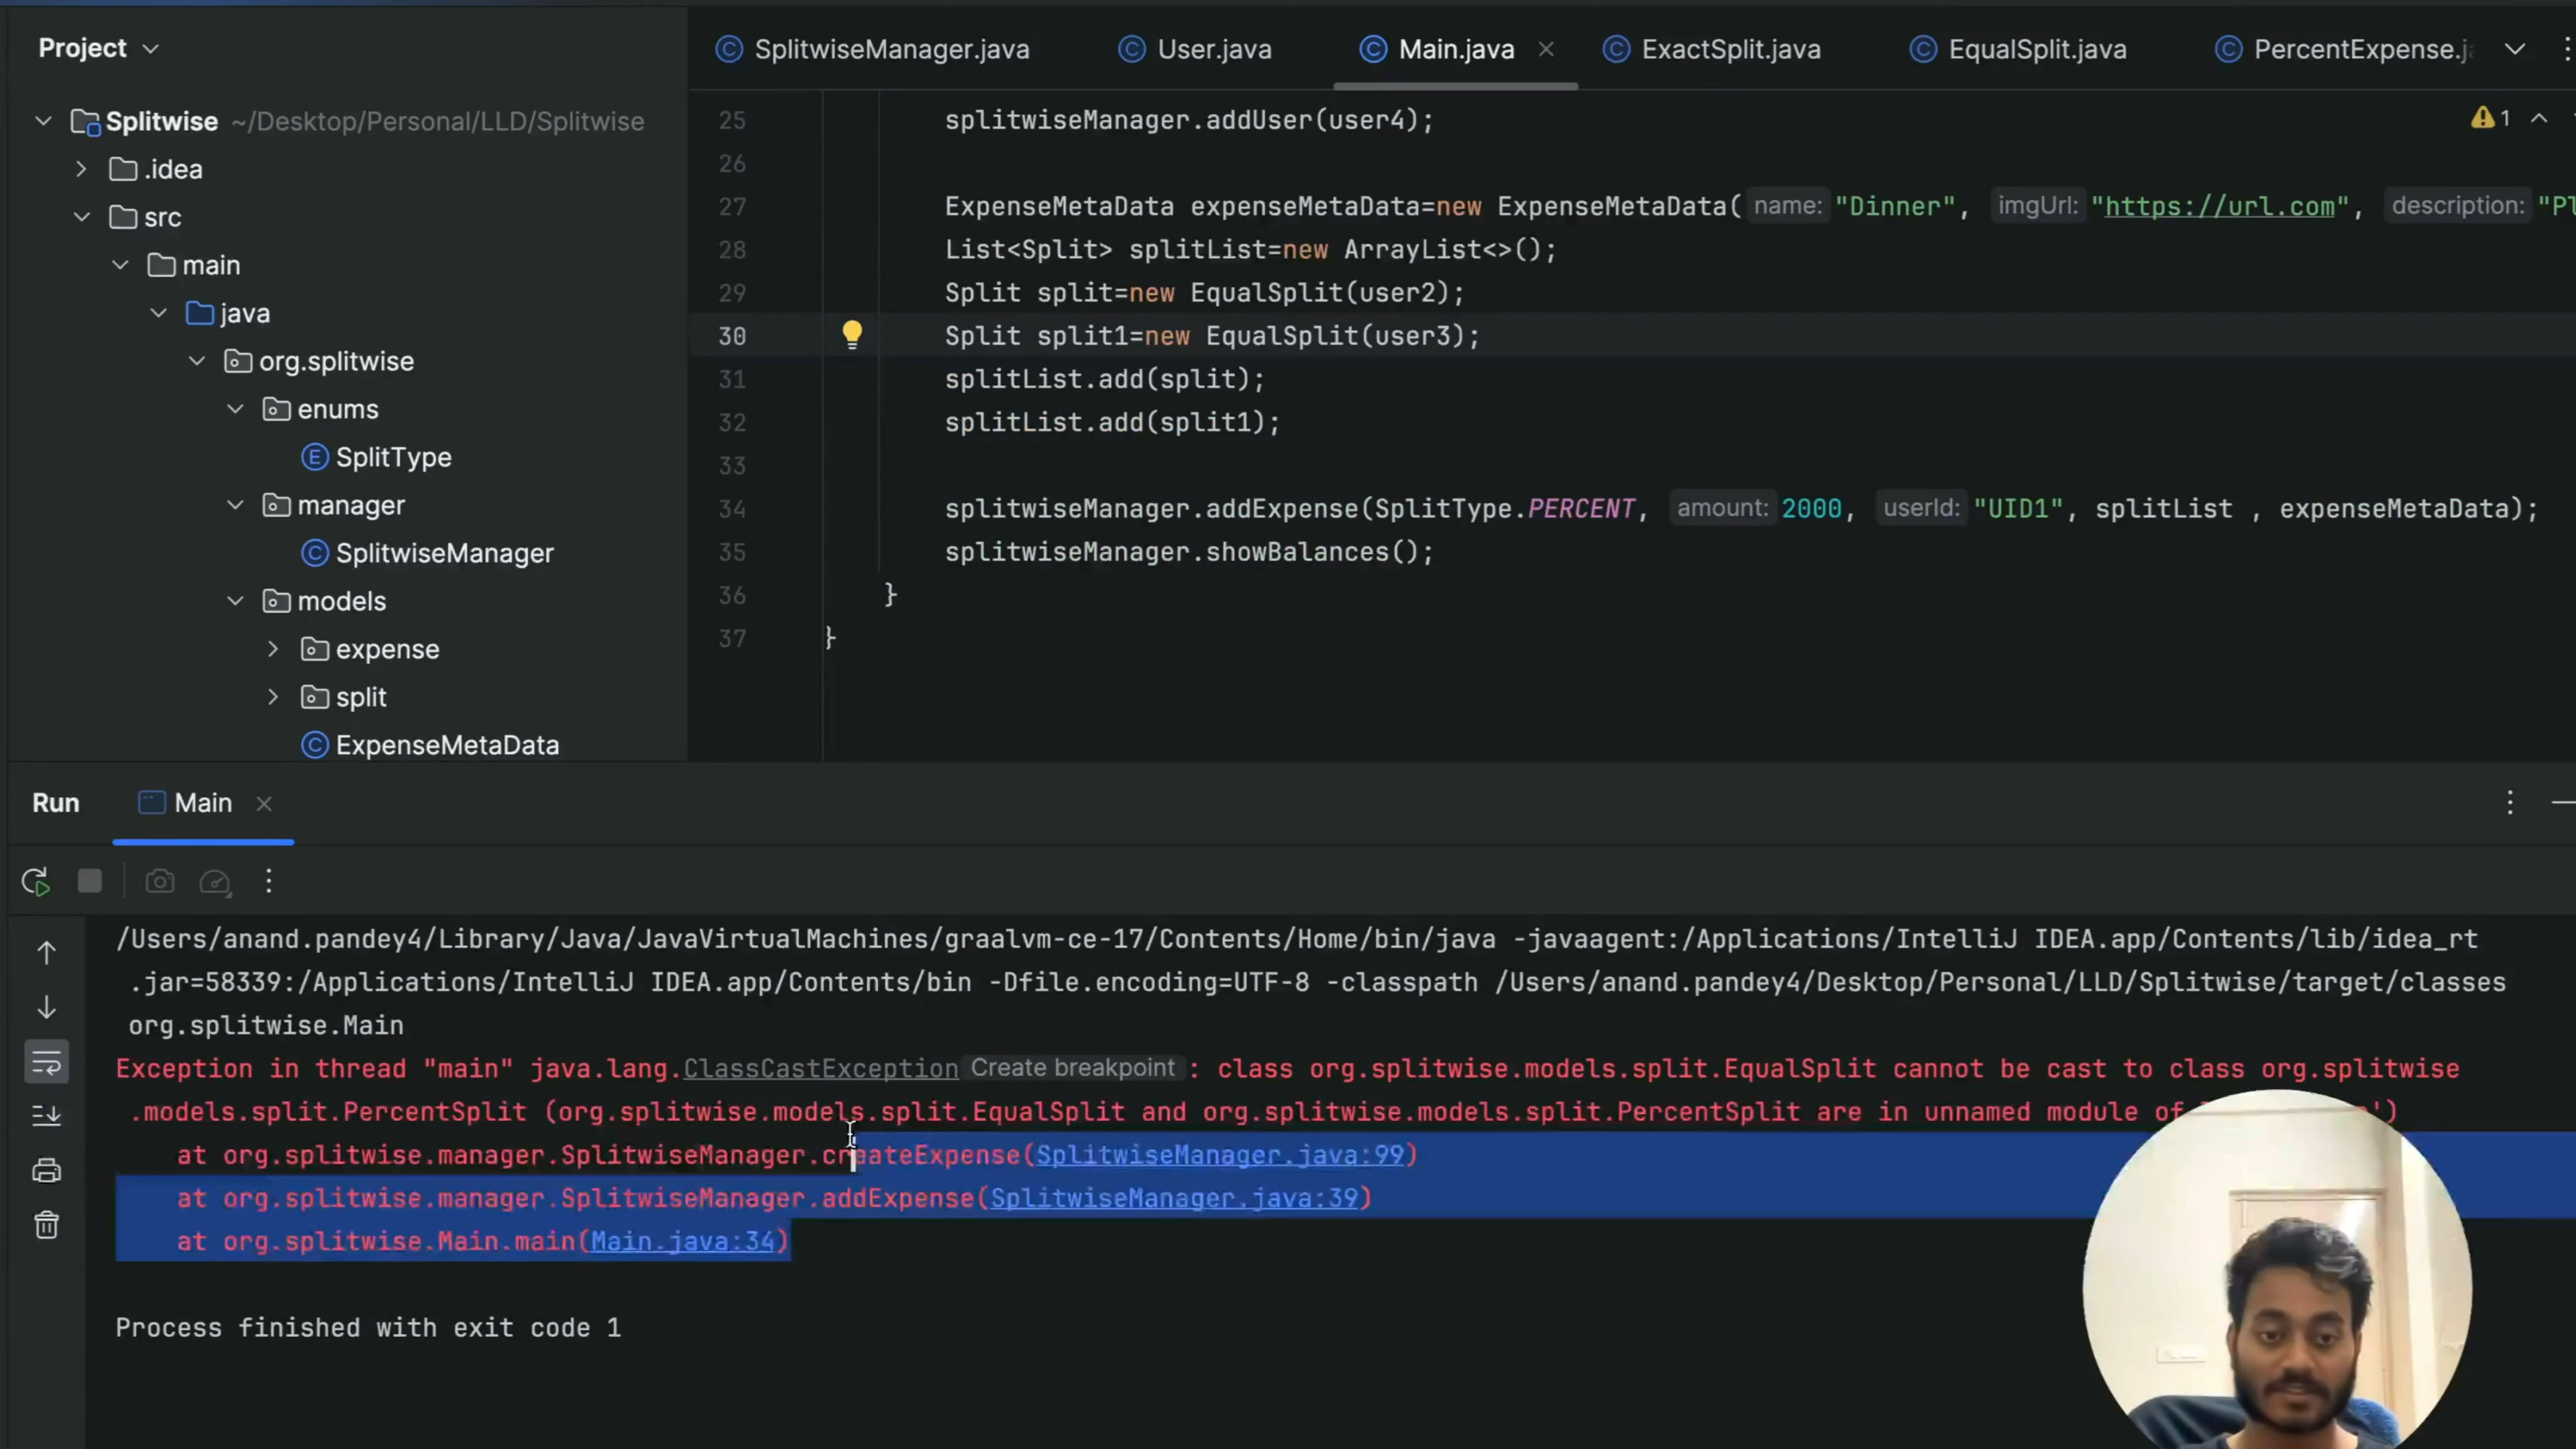 Project
SplitwiseManager.java
User.java
Main.java
ExactSplit.java
EqualSplit.java
PercentExpense.j
Splitwise ~/Desktop/Personal/LLD/Splitwise
.idea
src
main
java
org.splitwise
enums
SplitType
manager
SplitwiseManager
models
expense
split
ExpenseMetaData
1
25 splitwiseManager.addUser(user4);
26
27 ExpenseMetaData expenseMetaData=new ExpenseMetaData( name: "Dinner", imgUrl: "https://url.com", description: "Pl
28 List<Split> splitList=new ArrayList<>();
29 Split split=new EqualSplit(user2);
30 Split split1=new EqualSplit(user3);
31 splitList.add(split);
32 splitList.add(split1);
33
34 splitwiseManager.addExpense(SplitType.PERCENT, amount: 2000, userId: "UID1", splitList , expenseMetaData);
35 splitwiseManager.showBalances();
36 }
37 }
Run Main
/Users/anand.pandey4/Library/Java/JavaVirtualMachines/graalvm-ce-17/Contents/Home/bin/java -javaagent:/Applications/IntelliJ IDEA.app/Contents/lib/idea_rt
.jar=58339:/Applications/IntelliJ IDEA.app/Contents/bin -Dfile.encoding=UTF-8 -classpath /Users/anand.pandey4/Desktop/Personal/LLD/Splitwise/target/classes
org.splitwise.Main
Exception in thread "main" java.lang.ClassCastException Create breakpoint : class org.splitwise.models.split.EqualSplit cannot be cast to class org.splitwise
.models.split.PercentSplit (org.splitwise.models.split.EqualSplit and org.splitwise.models.split.PercentSplit are in unnamed module of ')
at org.splitwise.manager.SplitwiseManager.createExpense(SplitwiseManager.java:99)
at org.splitwise.manager.SplitwiseManager.addExpense(SplitwiseManager.java:39)
at org.splitwise.Main.main(Main.java:34)
Process finished with exit code 1